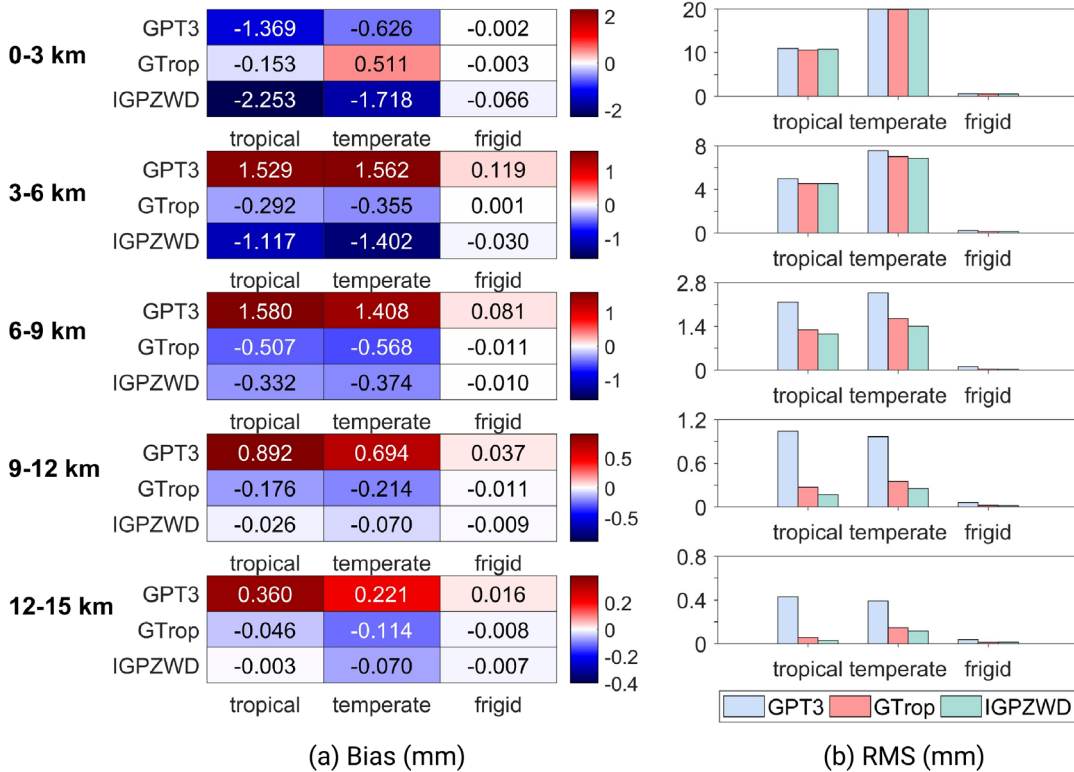 0-3 km
GPT3 -1.369 -0.626 -0.002
GTrop -0.153 0.511 -0.003
IGPZWD -2.253 -1.718 -0.066
tropical temperate frigid
2
0
-2
20
10
0
tropical temperate frigid
3-6 km
GPT3 1.529 1.562 0.119
GTrop -0.292 -0.355 0.001
IGPZWD -1.117 -1.402 -0.030
tropical temperate frigid
1
0
-1
8
4
0
tropical temperate frigid
6-9 km
GPT3 1.580 1.408 0.081
GTrop -0.507 -0.568 -0.011
IGPZWD -0.332 -0.374 -0.010
tropical temperate frigid
1
0
-1
2.8
1.4
0
tropical temperate frigid
9-12 km
GPT3 0.892 0.694 0.037
GTrop -0.176 -0.214 -0.011
IGPZWD -0.026 -0.070 -0.009
tropical temperate frigid
0.5
0
-0.5
1.2
0.6
0
tropical temperate frigid
12-15 km
GPT3 0.360 0.221 0.016
GTrop -0.046 -0.114 -0.008
IGPZWD -0.003 -0.070 -0.007
tropical temperate frigid
0.2
0
-0.2
-0.4
0.8
0.4
0
tropical temperate frigid
GPT3 GTrop IGPZWD
(a) Bias (mm)
(b) RMS (mm)